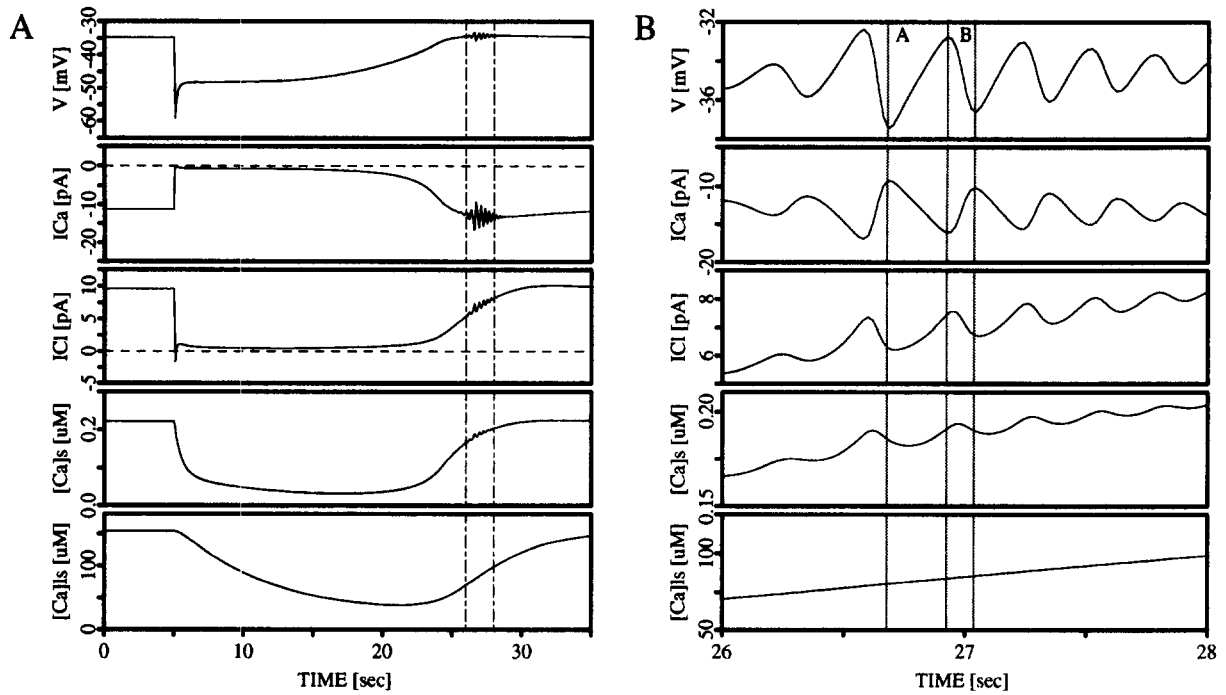 A
-30
-40
-50
-60
V [mV]
0
-10
-20
ICa [pA]
10
5
0
-5
ICl [pA]
0.2
0.0
[Ca]s [uM]
100
0
[Ca]ls [uM]
0 10 20 30
TIME [sec]
B
-32
-36
V [mV]
A B
-10
-20
ICa [pA]
8
6
ICl [pA]
0.20
0.15
[Ca]s [uM]
100
50
[Ca]ls [uM]
26 27 28
TIME [sec]